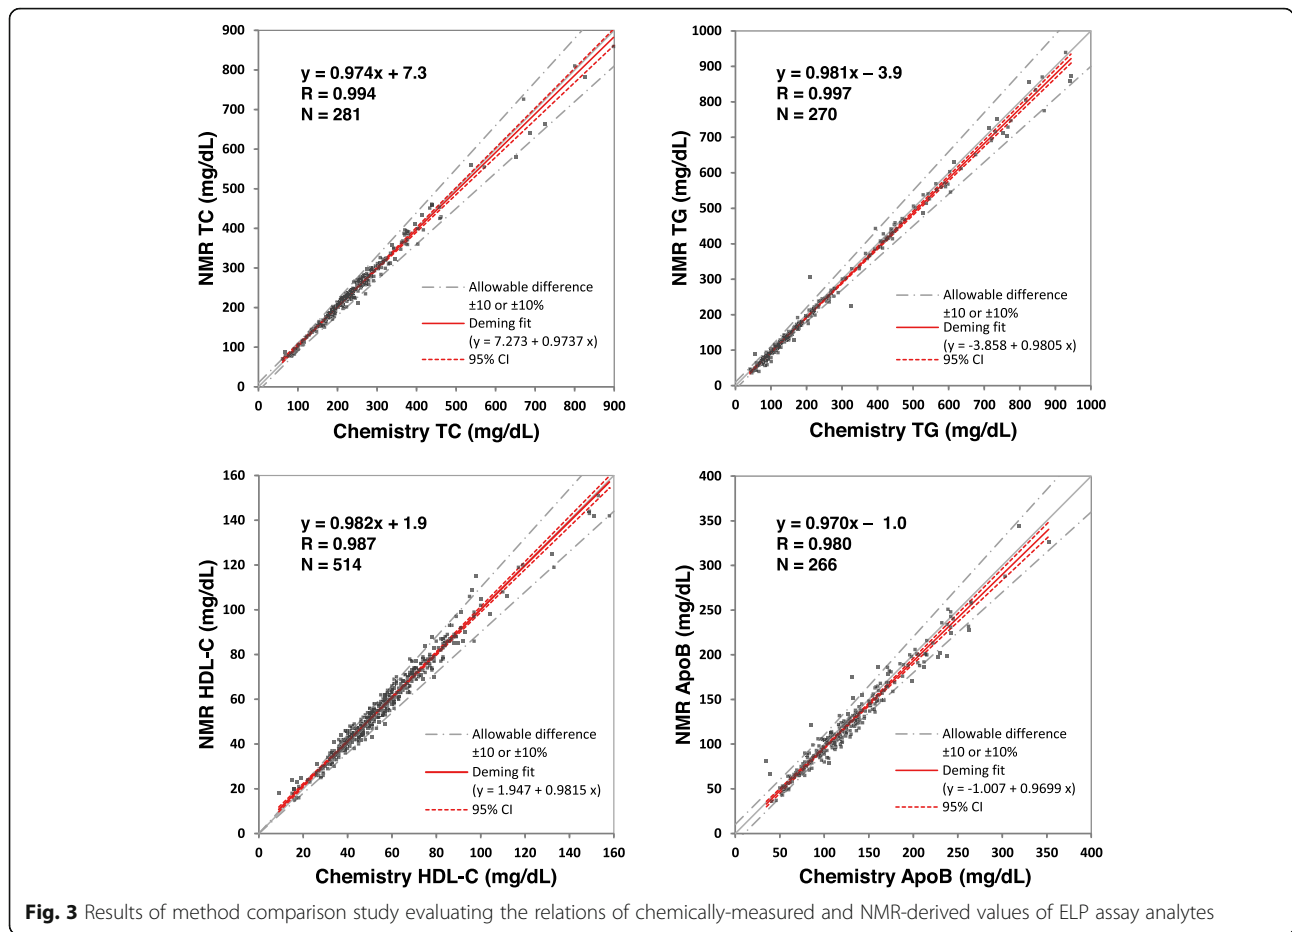 y = 0.974x + 7.3
R = 0.994
N = 281
900
800
700
600
500
400
300
200
100
0
NMR TC (mg/dL)
Allowable difference
±10 or ±10%
Deming fit
(y = 7.273 + 0.9737 x)
95% CI
0 100 200 300 400 500 600 700 800 900
Chemistry TC (mg/dL)
y = 0.981x – 3.9
R = 0.997
N = 270
1000
900
800
700
600
500
400
300
200
100
0
NMR TG (mg/dL)
Allowable difference
±10 or ±10%
Deming fit
(y = -3.858 + 0.9805 x)
95% CI
0 100 200 300 400 500 600 700 800 900 1000
Chemistry TG (mg/dL)
y = 0.982x + 1.9
R = 0.987
N = 514
160
140
120
100
80
60
40
20
0
NMR HDL-C (mg/dL)
Allowable difference
±10 or ±10%
Deming fit
(y = 1.947 + 0.9815 x)
95% CI
0 20 40 60 80 100 120 140 160
Chemistry HDL-C (mg/dL)
y = 0.970x – 1.0
R = 0.980
N = 266
400
350
300
250
200
150
100
50
0
NMR ApoB (mg/dL)
Allowable difference
±10 or ±10%
Deming fit
(y = -1.007 + 0.9699 x)
95% CI
0 50 100 150 200 250 300 350 400
Chemistry ApoB (mg/dL)
Fig. 3 Results of method comparison study evaluating the relations of chemically-measured and NMR-derived values of ELP assay analytes